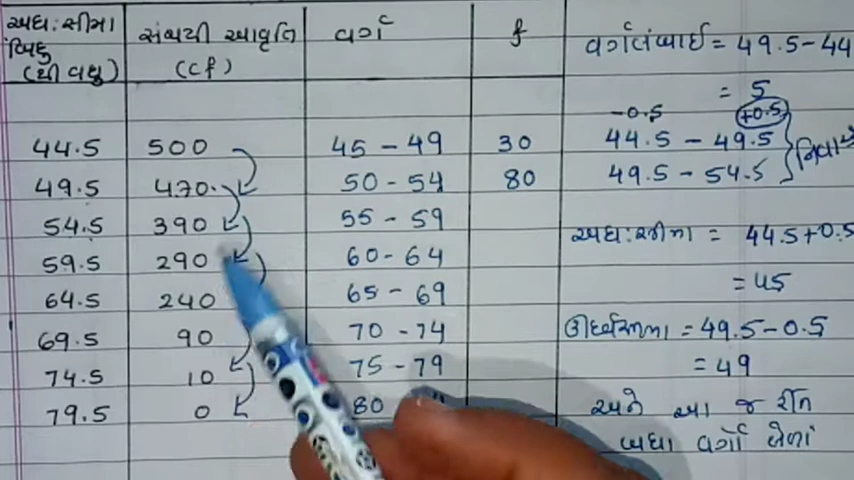 અધ:સીમા સંચયી આવૃત્તિ વર્ગ f
બિંદુ (cf)
(થી વધુ)
44.5 500 45 - 49 30
49.5 470 50 - 54 80
54.5 390 55 - 59
59.5 290 60 - 64
64.5 240 65 - 69
69.5 90 70 - 74
74.5 10 75 - 79
79.5 0 80
વર્ગલંબાઈ = 49.5 - 44
= 5
-0.5 +0.5
44.5 - 49.5
49.5 - 54.5
અધ:સીમા = 44.5 + 0.5
= 45
ઊર્ધ્વસીમા = 49.5 - 0.5
= 49
અને આ જ રીતે
બધા વર્ગો